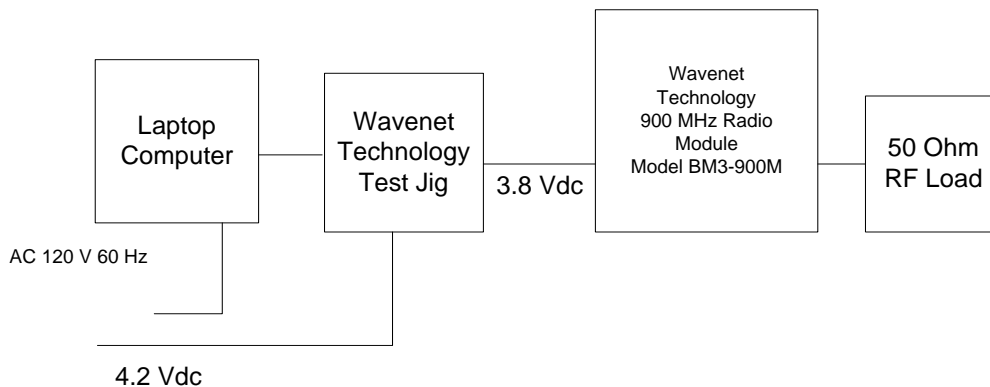 Laptop
Computer
Wavenet
Technology
Test Jig
3.8 Vdc
Wavenet
Technology
900 MHz Radio
Module
Model BM3-900M
50 Ohm
RF Load
AC 120 V 60 Hz
4.2 Vdc